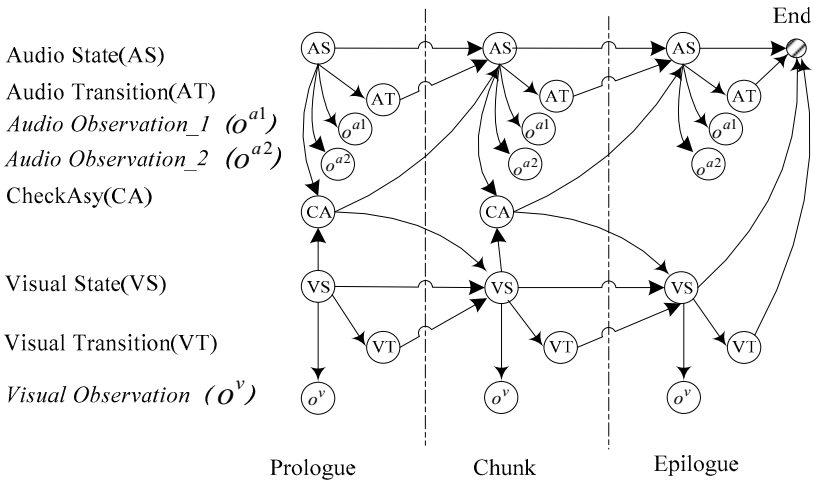 End
Audio State(AS) AS AS AS
Audio Transition(AT) AT AT AT
Audio Observation_1 (o^{a1}) o^{a1} o^{a1} o^{a1}
Audio Observation_2 (o^{a2}) o^{a2} o^{a2} o^{a2}
CheckAsy(CA) CA CA
Visual State(VS) VS VS VS
Visual Transition(VT) VT VT VT
Visual Observation (o^{v}) o^{v} o^{v} o^{v}
Prologue Chunk Epilogue